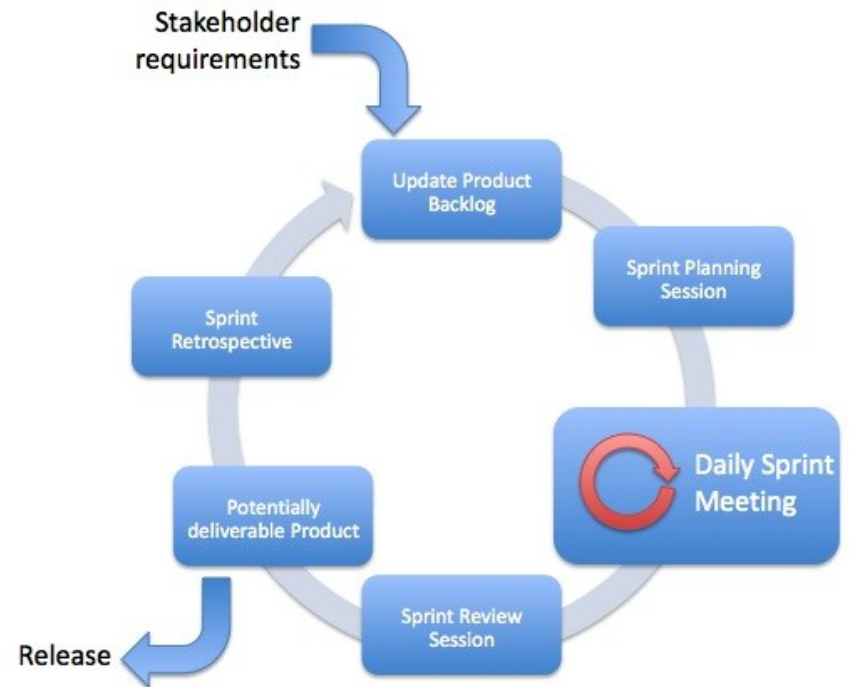 Stakeholder
requirements
Update Product
Backlog
Sprint Planning
Session
Daily Sprint
Meeting
Sprint Review
Session
Potentially
deliverable Product
Release
Sprint
Retrospective